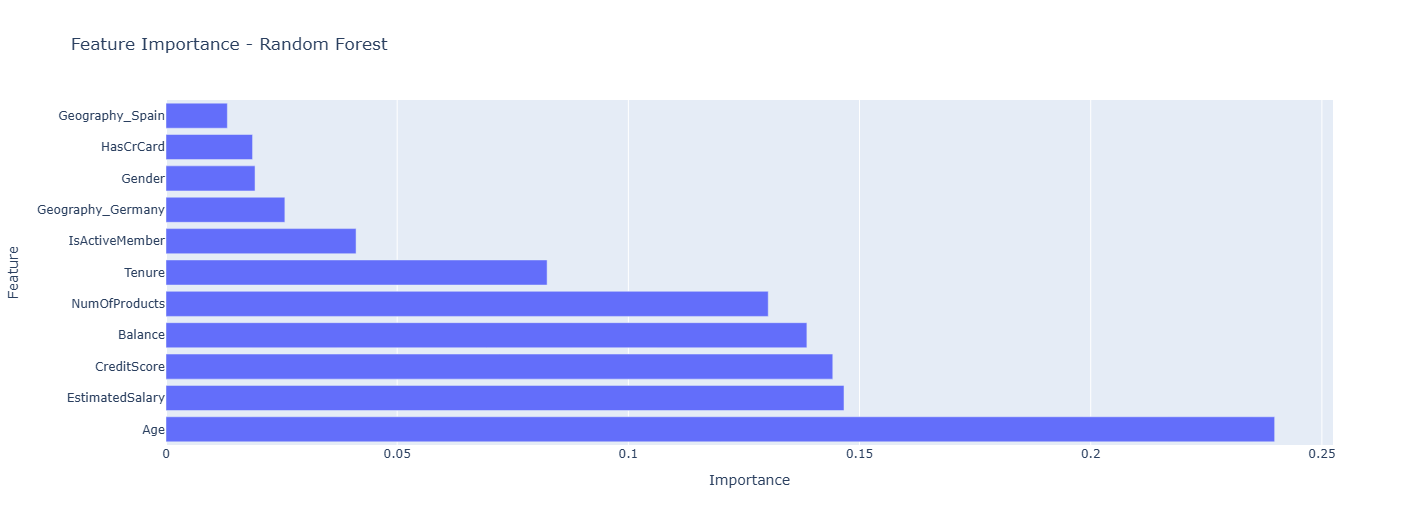 Feature Importance - Random Forest
Feature
Geography_Spain
HasCrCard
Gender
Geography_Germany
IsActiveMember
Tenure
NumOfProducts
Balance
CreditScore
EstimatedSalary
Age
0 0.05 0.1 0.15 0.2 0.25
Importance